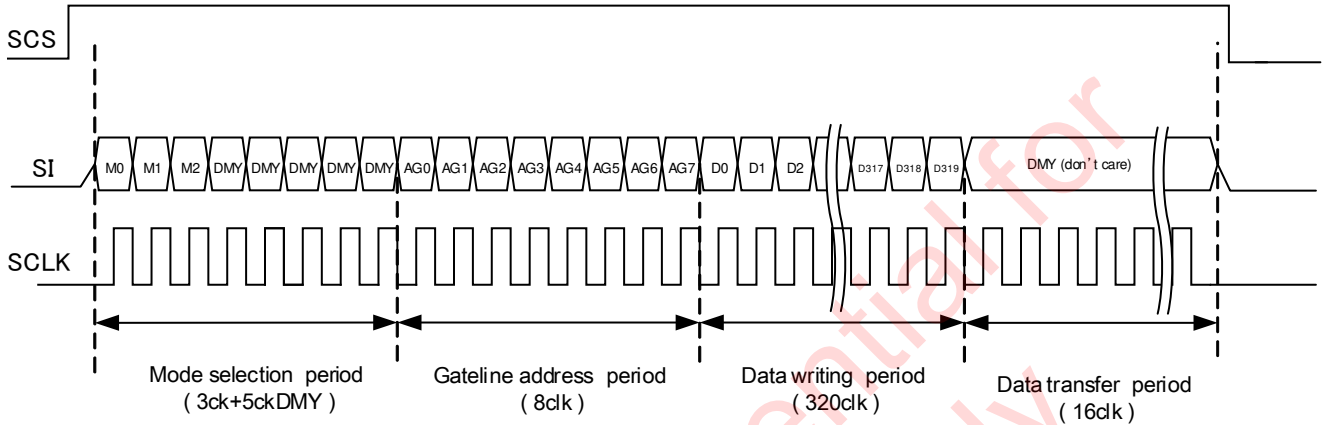 SCS
SI
M0 M1 M2 DMY DMY DMY DMY DMY AG0 AG1 AG2 AG3 AG4 AG5 AG6 AG7 D0 D1 D2 D317 D318 D319 DMY (don't care)
SCLK
Mode selection period
( 3ck+5ckDMY )
Gateline address period
( 8clk )
Data writing period
( 320clk )
Data transfer period
( 16clk )
ential for